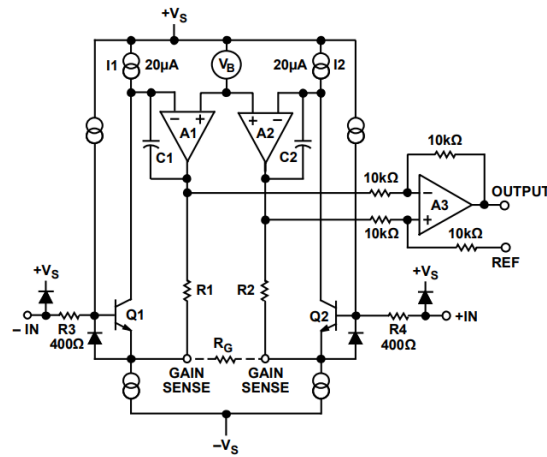 +VS
I1
20µA
VB
20µA
I2
A1
A2
C1
C2
10kΩ
10kΩ
A3
OUTPUT
10kΩ
10kΩ
REF
+VS
+VS
R1
R2
– IN
R3
400Ω
Q1
Q2
R4
400Ω
+IN
RG
GAIN
SENSE
GAIN
SENSE
–VS